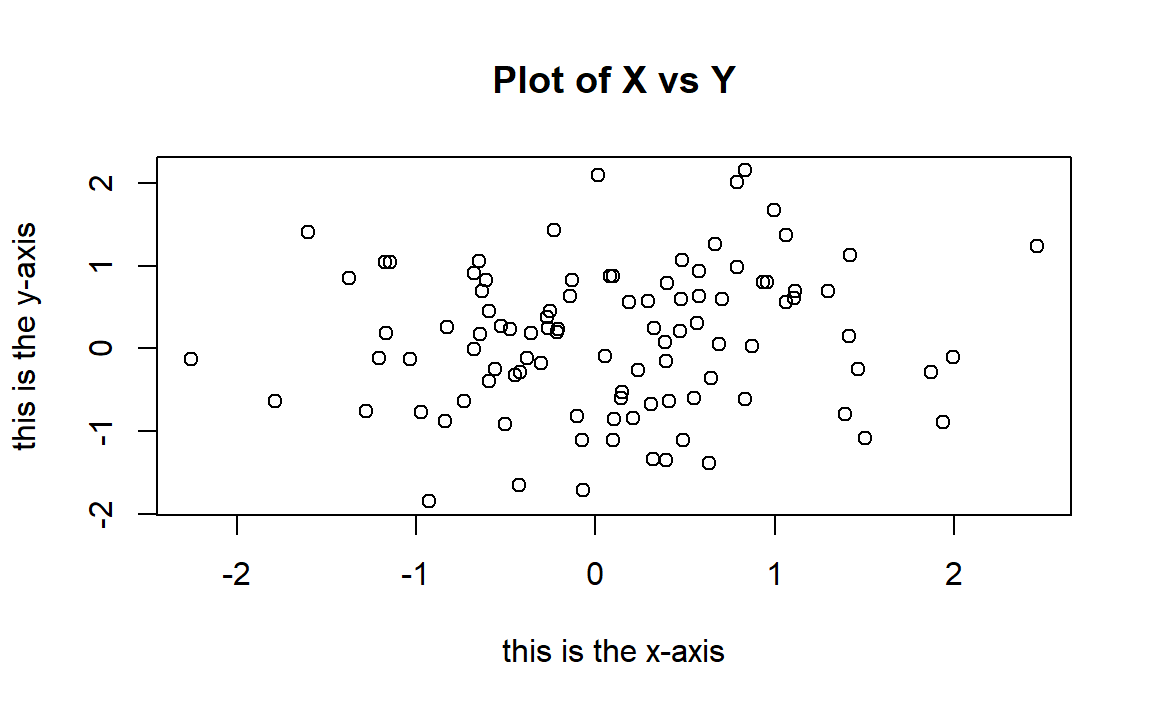 Plot of X vs Y
this is the y-axis
2
1
0
-1
-2
-2 -1 0 1 2
this is the x-axis